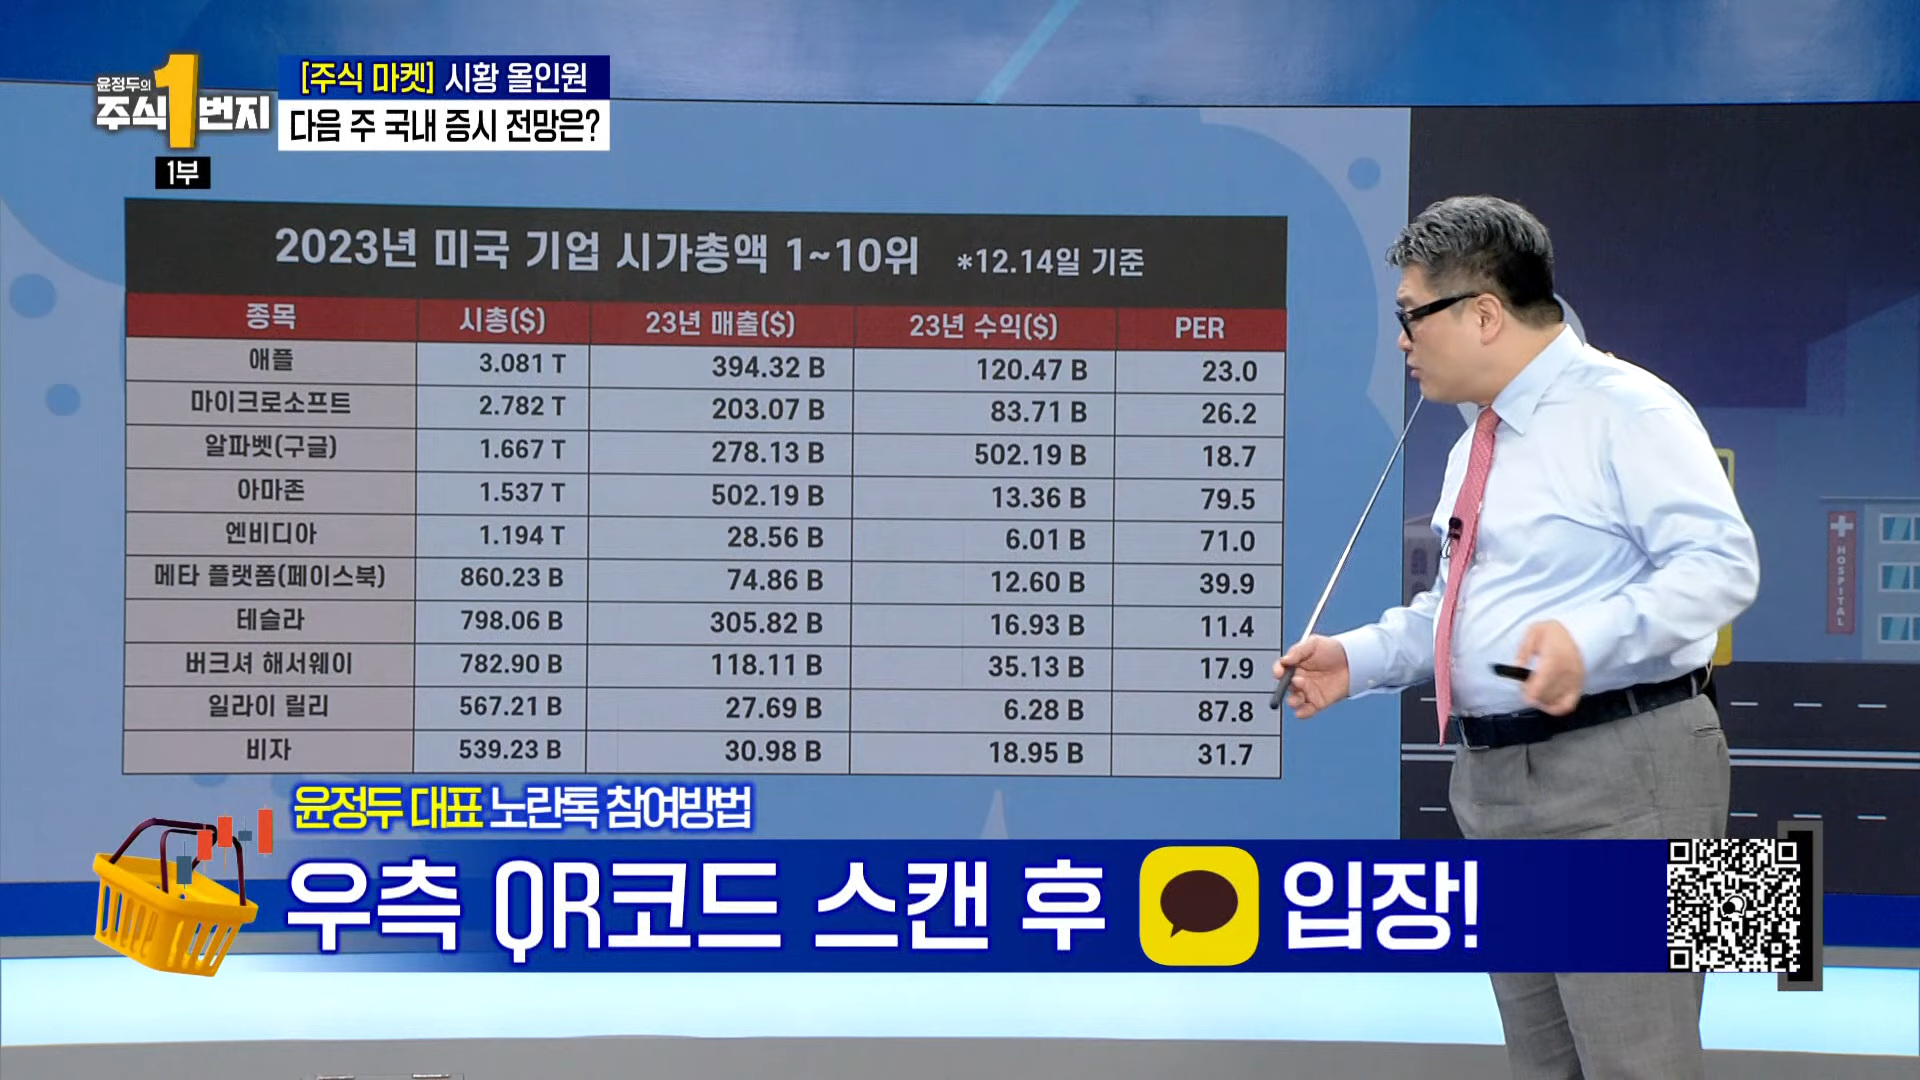 윤정두의
주식1번지
1부
[주식 마켓] 시황 올인원
다음 주 국내 증시 전망은?
2023년 미국 기업 시가총액 1~10위 *12.14일 기준
종목 시총($) 23년 매출($) 23년 수익($) PER
애플 3.081 T 394.32 B 120.47 B 23.0
마이크로소프트 2.782 T 203.07 B 83.71 B 26.2
알파벳(구글) 1.667 T 278.13 B 502.19 B 18.7
아마존 1.537 T 502.19 B 13.36 B 79.5
엔비디아 1.194 T 28.56 B 6.01 B 71.0
메타 플랫폼(페이스북) 860.23 B 74.86 B 12.60 B 39.9
테슬라 798.06 B 305.82 B 16.93 B 11.4
버크셔 해서웨이 782.90 B 118.11 B 35.13 B 17.9
일라이 릴리 567.21 B 27.69 B 6.28 B 87.8
비자 539.23 B 30.98 B 18.95 B 31.7
HOSPITAL
윤정두 대표 노란톡 참여방법
우측 QR코드 스캔 후 입장!